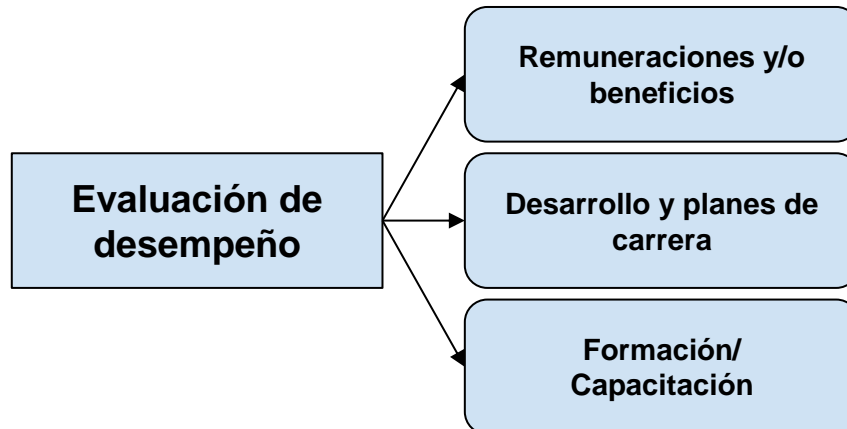 Remuneraciones y/o
beneficios
Evaluación de
desempeño
Desarrollo y planes de
carrera
Formación/
Capacitación